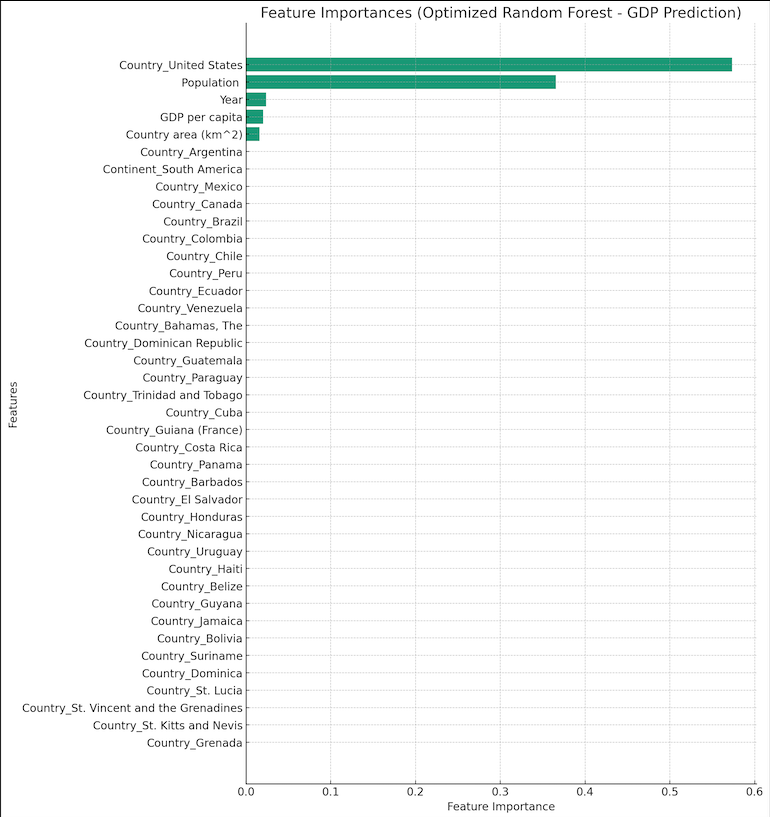 Feature Importances (Optimized Random Forest - GDP Prediction)
Country_United States
Population
Year
GDP per capita
Country area (km^2)
Country_Argentina
Continent_South America
Country_Mexico
Country_Canada
Country_Brazil
Country_Colombia
Country_Chile
Country_Peru
Country_Ecuador
Country_Venezuela
Country_Bahamas, The
Country_Dominican Republic
Country_Guatemala
Country_Paraguay
Country_Trinidad and Tobago
Country_Cuba
Country_Guiana (France)
Country_Costa Rica
Country_Panama
Country_Barbados
Country_El Salvador
Country_Honduras
Country_Nicaragua
Country_Uruguay
Country_Haiti
Country_Belize
Country_Guyana
Country_Jamaica
Country_Bolivia
Country_Suriname
Country_Dominica
Country_St. Lucia
Country_St. Vincent and the Grenadines
Country_St. Kitts and Nevis
Country_Grenada
Features
0.0 0.1 0.2 0.3 0.4 0.5 0.6
Feature Importance